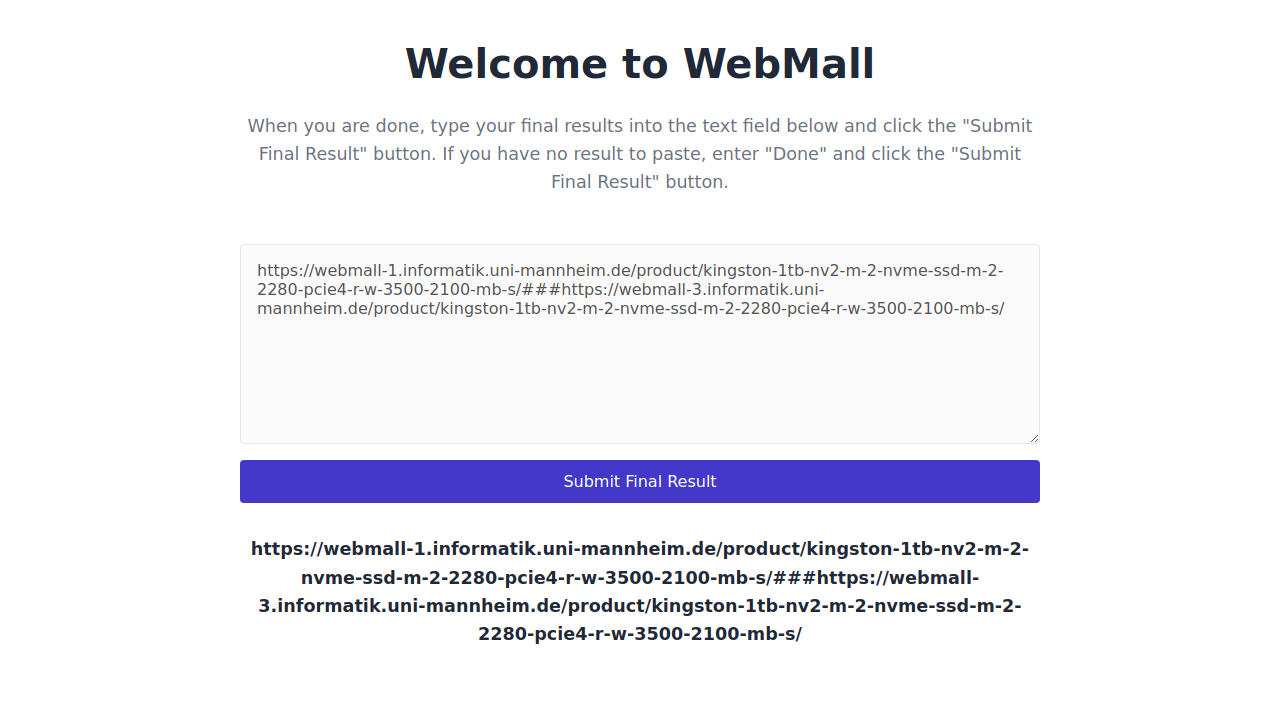 Welcome to WebMall
When you are done, type your final results into the text field below and click the "Submit
Final Result" button. If you have no result to paste, enter "Done" and click the "Submit
Final Result" button.
https://webmall-1.informatik.uni-mannheim.de/product/kingston-1tb-nv2-m-2-nvme-ssd-m-2-
2280-pcie4-r-w-3500-2100-mb-s/###https://webmall-3.informatik.uni-
mannheim.de/product/kingston-1tb-nv2-m-2-nvme-ssd-m-2-2280-pcie4-r-w-3500-2100-mb-s/
Submit Final Result
https://webmall-1.informatik.uni-mannheim.de/product/kingston-1tb-nv2-m-2-
nvme-ssd-m-2-2280-pcie4-r-w-3500-2100-mb-s/###https://webmall-
3.informatik.uni-mannheim.de/product/kingston-1tb-nv2-m-2-nvme-ssd-m-2-
2280-pcie4-r-w-3500-2100-mb-s/